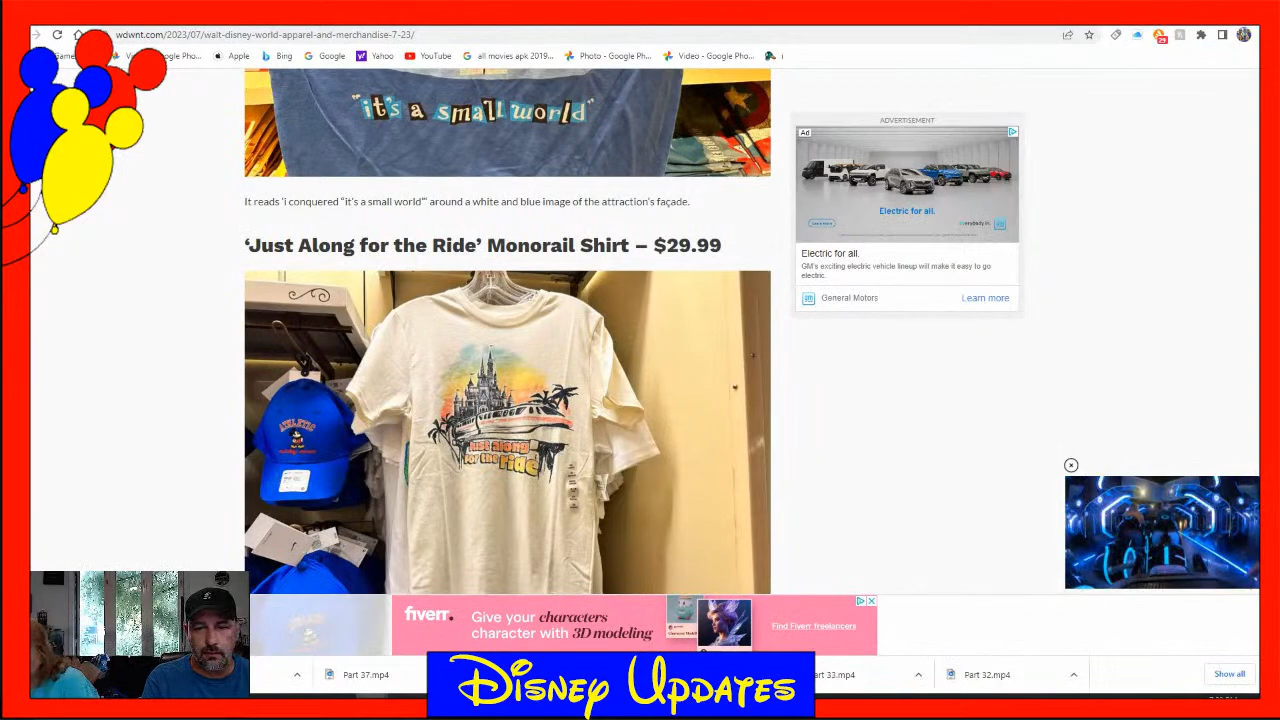 wdwnt.com/2023/07/walt-disney-world-apparel-and-merchandise-7-23/
Apple
Bing
Google
Yahoo
YouTube
all movies apk 2019...
Photo - Google Ph...
Video - Google Pho...
29
"it's a small world"
It reads ‘i conquered “it’s a small world”‘ around a white and blue image of the attraction’s façade.
‘Just Along for the Ride’ Monorail Shirt – $29.99
just along
for the ride
ATHLETIC
ADVERTISEMENT
Ad
Electric for all.
Electric for all.
GM's exciting electric vehicle lineup will make it easy to go
electric.
gm
General Motors
Learn more
fiverr.
Give your characters
character with 3D modeling
Find Fiverr freelancers
Part 37.mp4
Part 33.mp4
Part 32.mp4
Show all
Disney Updates